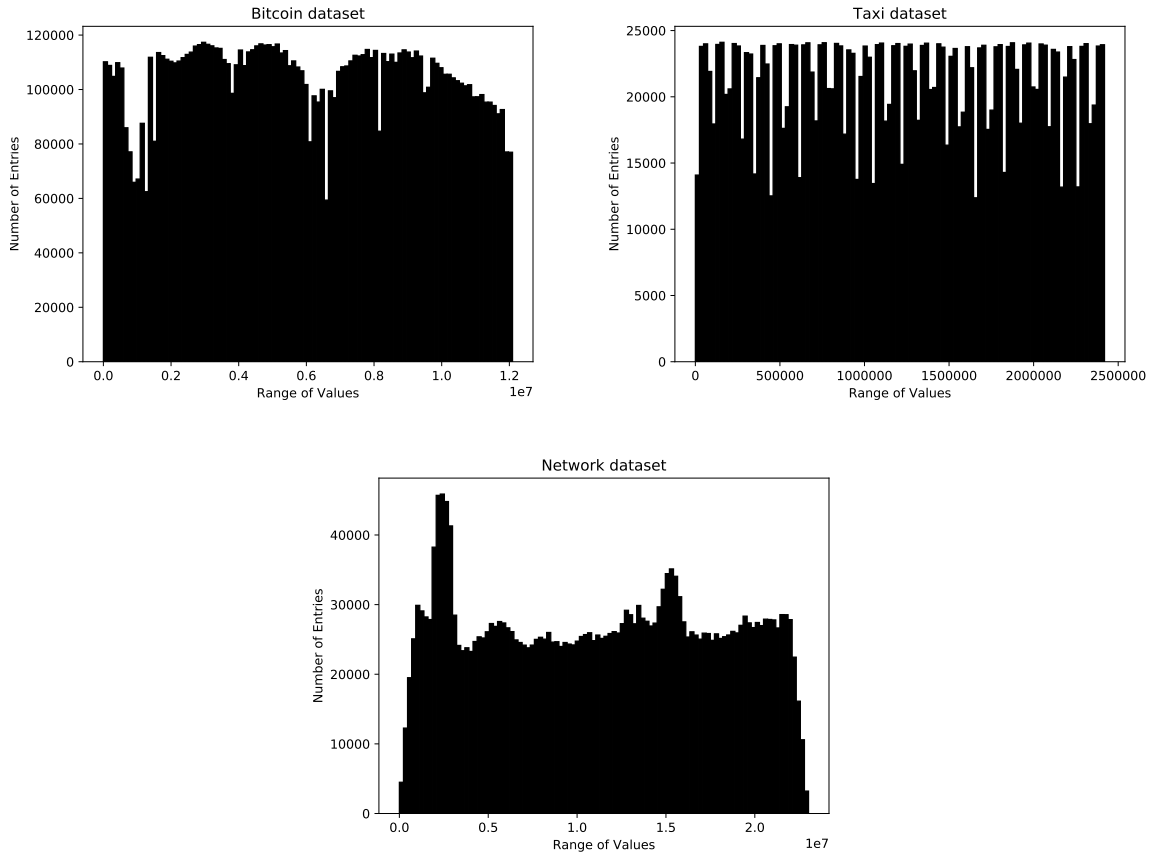 Bitcoin dataset
120000
100000
80000
60000
40000
20000
0
Number of Entries
0.0 0.2 0.4 0.6 0.8 1.0 1.2
1e7
Range of Values
Taxi dataset
25000
20000
15000
10000
5000
0
Number of Entries
0 500000 1000000 1500000 2000000 2500000
Range of Values
Network dataset
40000
30000
20000
10000
0
Number of Entries
0.0 0.5 1.0 1.5 2.0
1e7
Range of Values